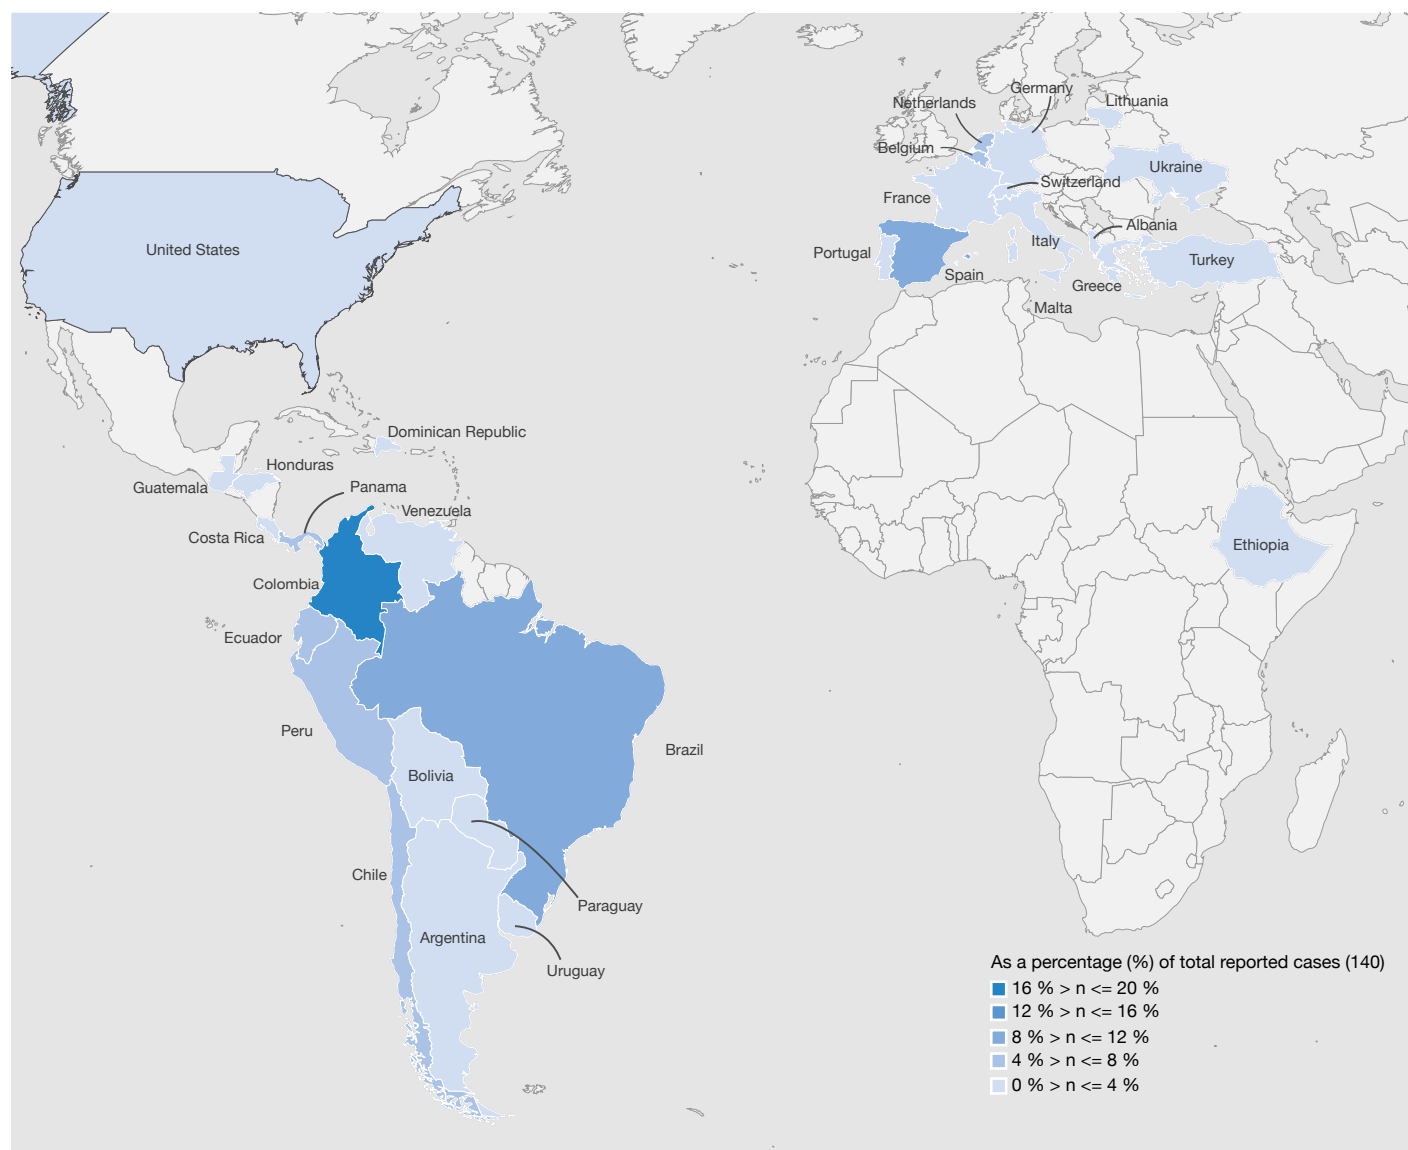 Germany
Netherlands
Lithuania
Belgium
Ukraine
Switzerland
France
Albania
United States
Italy
Portugal
Turkey
Spain
Greece
Malta
Dominican Republic
Honduras
Guatemala
Panama
Venezuela
Costa Rica
Ethiopia
Colombia
Ecuador
Peru
Brazil
Bolivia
Chile
Paraguay
Argentina
Uruguay
As a percentage (%) of total reported cases (140)
16 % > n <= 20 %
12 % > n <= 16 %
8 % > n <= 12 %
4 % > n <= 8 %
0 % > n <= 4 %